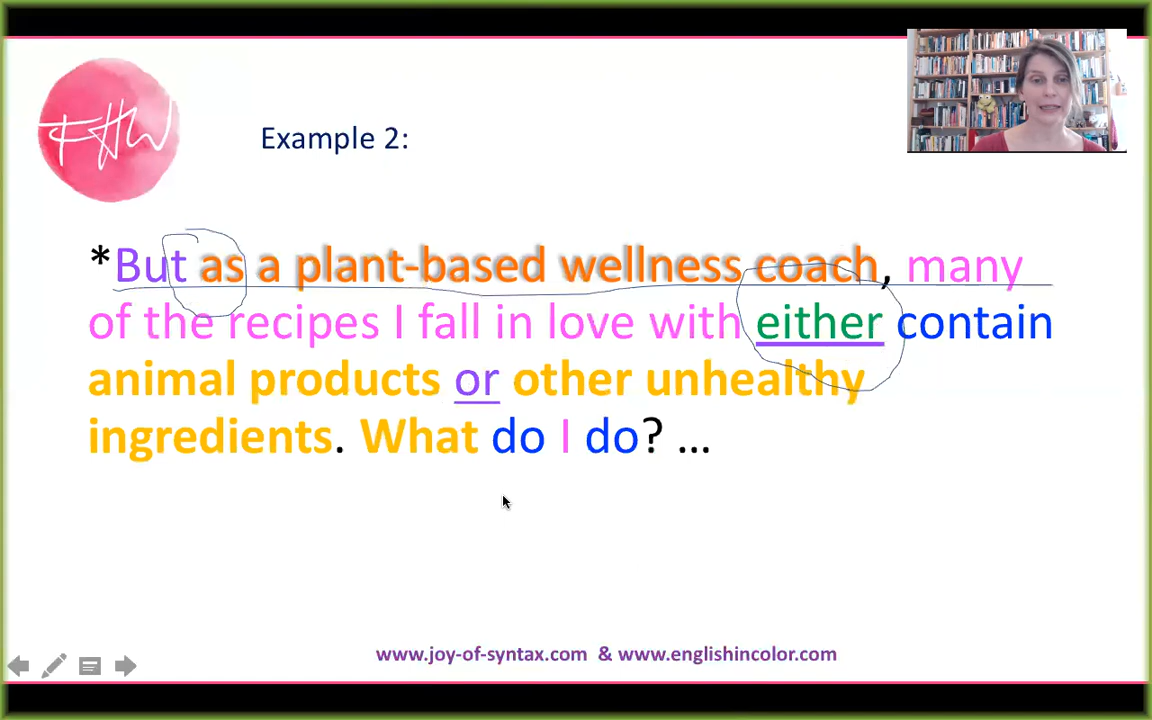 FHW
Example 2:
*But as a plant-based wellness coach, many
of the recipes I fall in love with either contain
animal products or other unhealthy
ingredients. What do I do? ...
www.joy-of-syntax.com & www.englishincolor.com